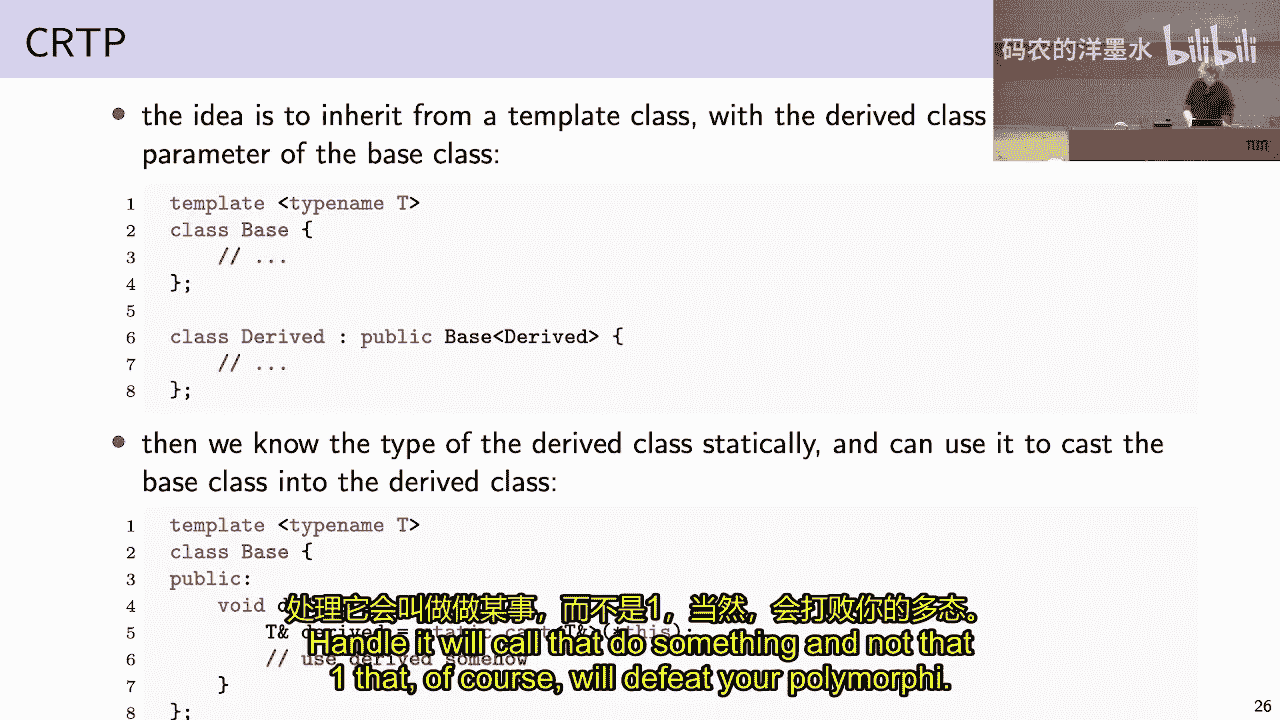 CRTP
码农的洋墨水 bilibili
nm
• the idea is to inherit from a template class, with the derived class
parameter of the base class:
1 template <typename T>
2 class Base {
3 // ...
4 };
5
6 class Derived : public Base<Derived> {
7 // ...
8 };
• then we know the type of the derived class statically, and can use it to cast the
base class into the derived class:
1 template <typename T>
2 class Base {
3 public:
4 void
处理它会叫做做某事，而不是1，当然，会打败你的多态。
5 T& derived = static_cast<T&>(*this);
Handle it will call that do something and not that
6 // use derived somehow
1 that, of course, will defeat your polymorphi.
7 }
8 };
26